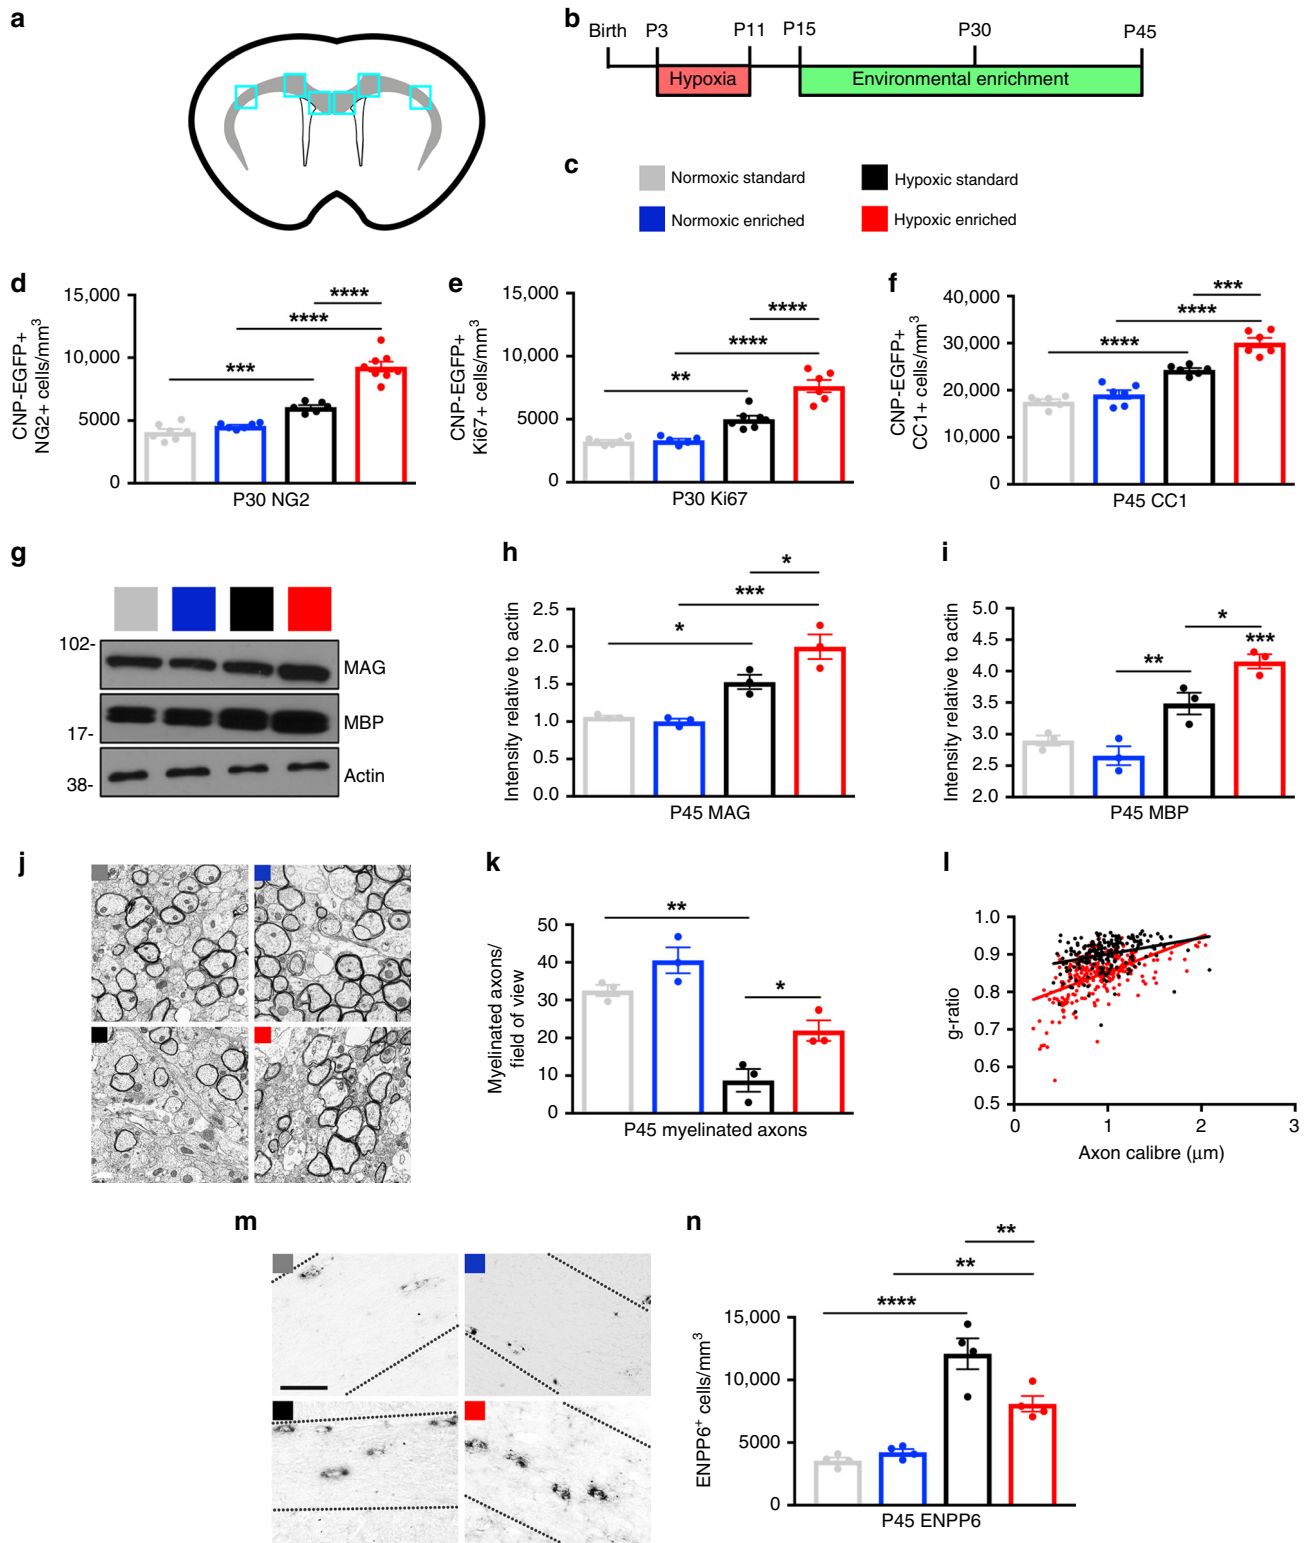 a
b
Birth P3 P11 P15 P30 P45
Hypoxia Environmental enrichment
c
Normoxic standard Hypoxic standard
Normoxic enriched Hypoxic enriched
d
CNP-EGFP+
NG2+ cells/mm³
15,000
10,000
5000
0
***
****
****
P30 NG2
e
CNP-EGFP+
Ki67+ cells/mm³
15,000
10,000
5000
0
**
****
****
P30 Ki67
f
CNP-EGFP+
CC1+ cells/mm³
40,000
30,000
20,000
10,000
0
****
****
***
P45 CC1
g
102-
17-
38-
MAG
MBP
Actin
h
Intensity relative to actin
2.5
2.0
1.5
1.0
0.5
0.0
*
***
*
P45 MAG
i
Intensity relative to actin
5.0
4.5
4.0
3.5
3.0
2.5
2.0
**
*
***
P45 MBP
j
k
Myelinated axons/
field of view
50
40
30
20
10
0
**
*
P45 myelinated axons
l
g-ratio
1.0
0.9
0.8
0.7
0.6
0.5
0 1 2 3
Axon calibre (μm)
m
n
ENPP6⁺ cells/mm³
15,000
10,000
5000
0
****
**
**
P45 ENPP6